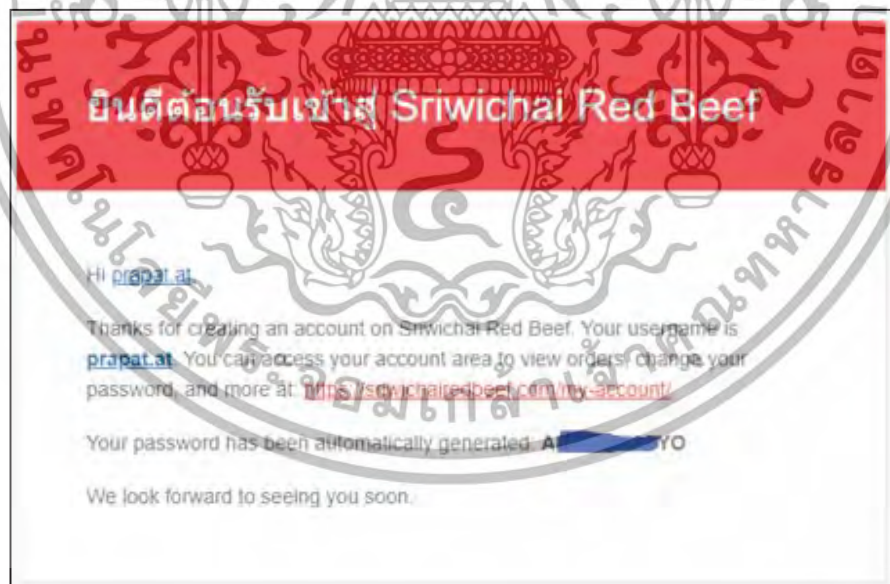 ยินดีต้อนรับเข้าสู่ Sriwichai Red Beef
Hi prapat.at,
Thanks for creating an account on Sriwichai Red Beef. Your username is
prapat.at. You can access your account area to view orders, change your
password, and more at: https://sriwichairedbeef.com/my-account/
Your password has been automatically generated: A YO
We look forward to seeing you soon.